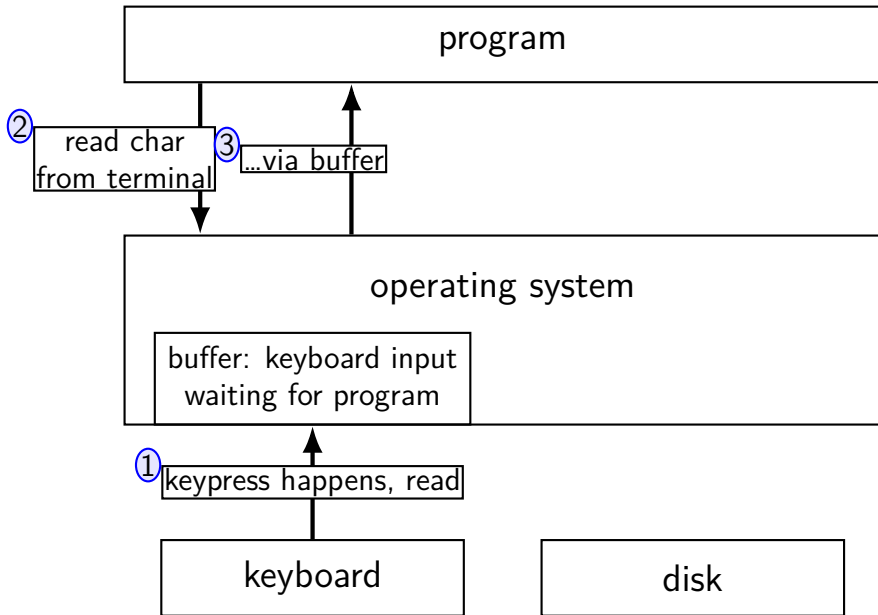 program
2
read char
from terminal
3
...via buffer
operating system
buffer: keyboard input
waiting for program
1
keypress happens, read
keyboard
disk